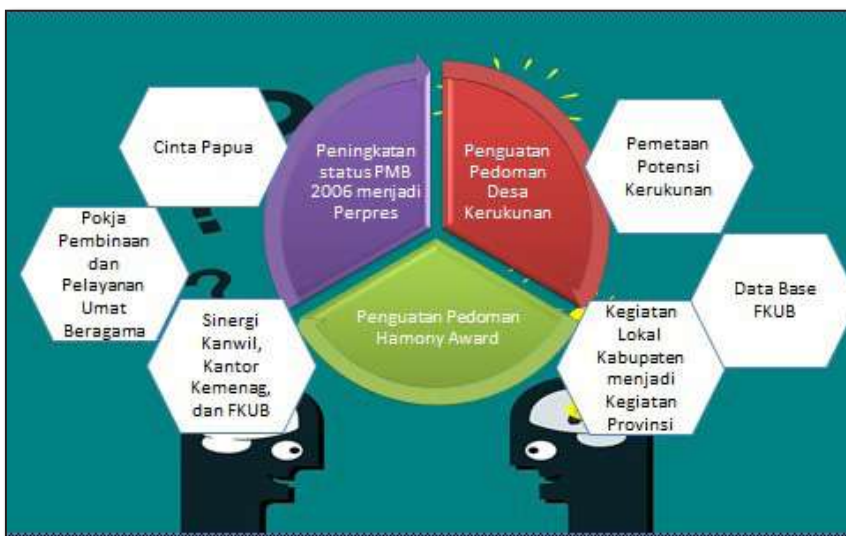 Cinta Papua
Pokja
Pembinaan
dan
Pelayanan
Umat
Beragama
Sinergi
Kanwil,
Kantor
Kemenag,
dan FKUB
Peningkatan
status PMB
2006 menjadi
Perpres
Penguatan
Pedoman
Desa
Kerukunan
Penguatan Pedoman
Hamony Award
Pemetaan
Potensi
Kerukunan
Data Base
FKUB
Kegiatan
Lokal
Kabupaten
menjadi
Kegiatan
Provinsi